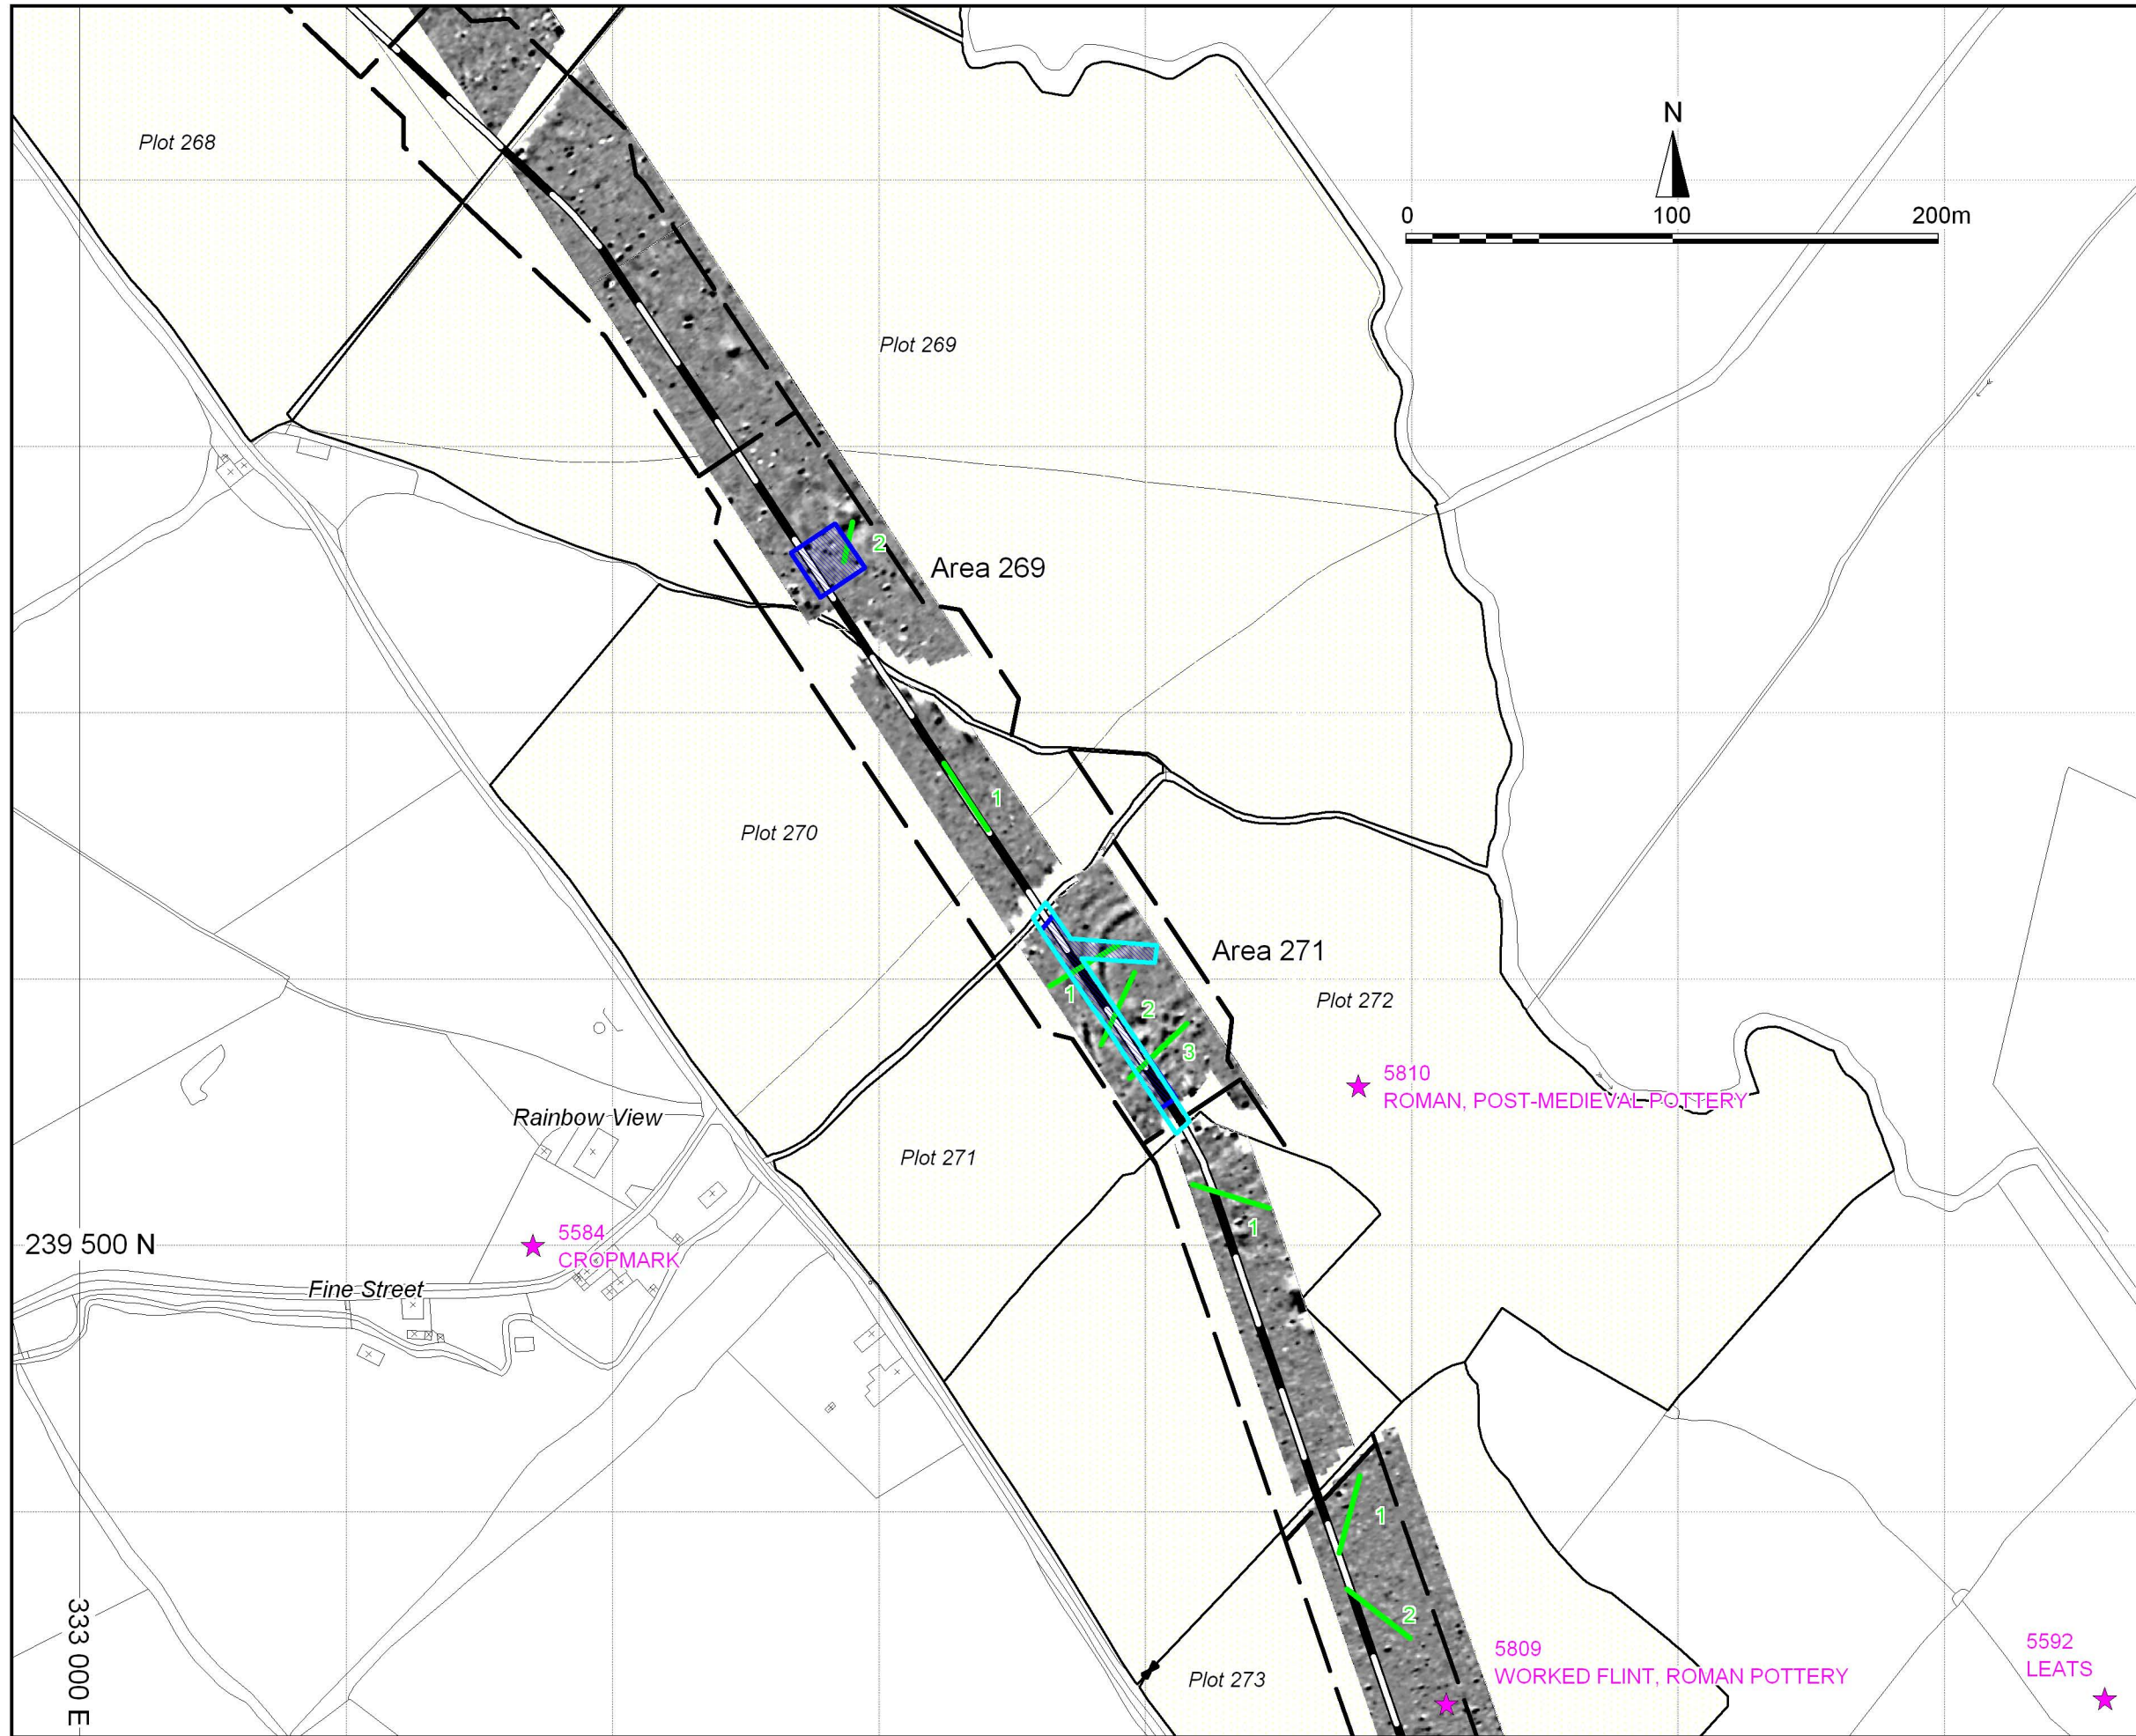 N
0 100 200m
Plot 268
Plot 269
2
Area 269
1
Plot 270
Area 271
1
2
Plot 272
3
5810
ROMAN, POST-MEDIEVAL POTTERY
Rainbow View
Plot 271
1
5584
CROPMARK
239 500 N
Fine Street
1
2
333 000 E
5809
WORKED FLINT, ROMAN POTTERY
5592
LEATS
Plot 273